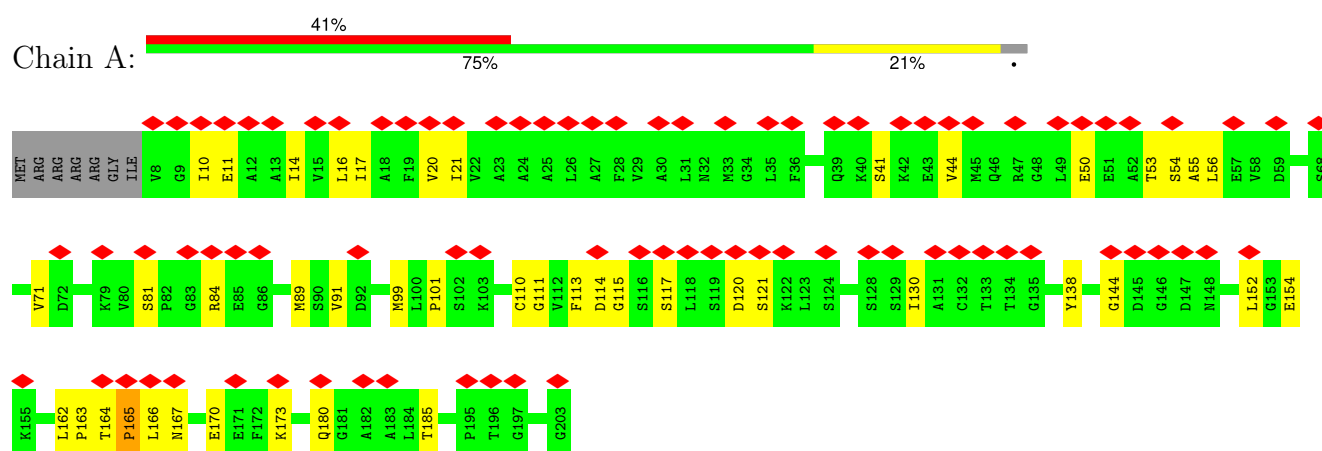 41%
Chain A:
75% 21% •
MET ARG ARG ARG ARG GLY ILE V8 G9 I10 E11 A12 A13 I14 V15 L16 I17 A18 F19 V20 I21 V22 A23 A24 A25 L26 A27 F28 V29 A30 L31 N32 M33 G34 L35 F36 Q39 K40 S41 K42 E43 V44 M45 Q46 R47 G48 L49 E50 E51 A52 T53 S54 A55 L56 E57 V58 D59 S68
V71 D72 K79 V80 S81 P82 G83 R84 E85 G86 M89 S90 V91 D92 M99 L100 P101 S102 K103 C110 G111 V112 F113 D114 G115 S116 S117 L118 S119 D120 S121 K122 L123 S124 S128 S129 I130 A131 C132 T133 T134 G135 Y138 G144 D145 G146 D147 N148 L152 G153 E154
K155 L162 P163 T164 P165 L166 N167 E170 E171 F172 K173 Q180 G181 A182 A183 L184 T185 P195 T196 G197 G203